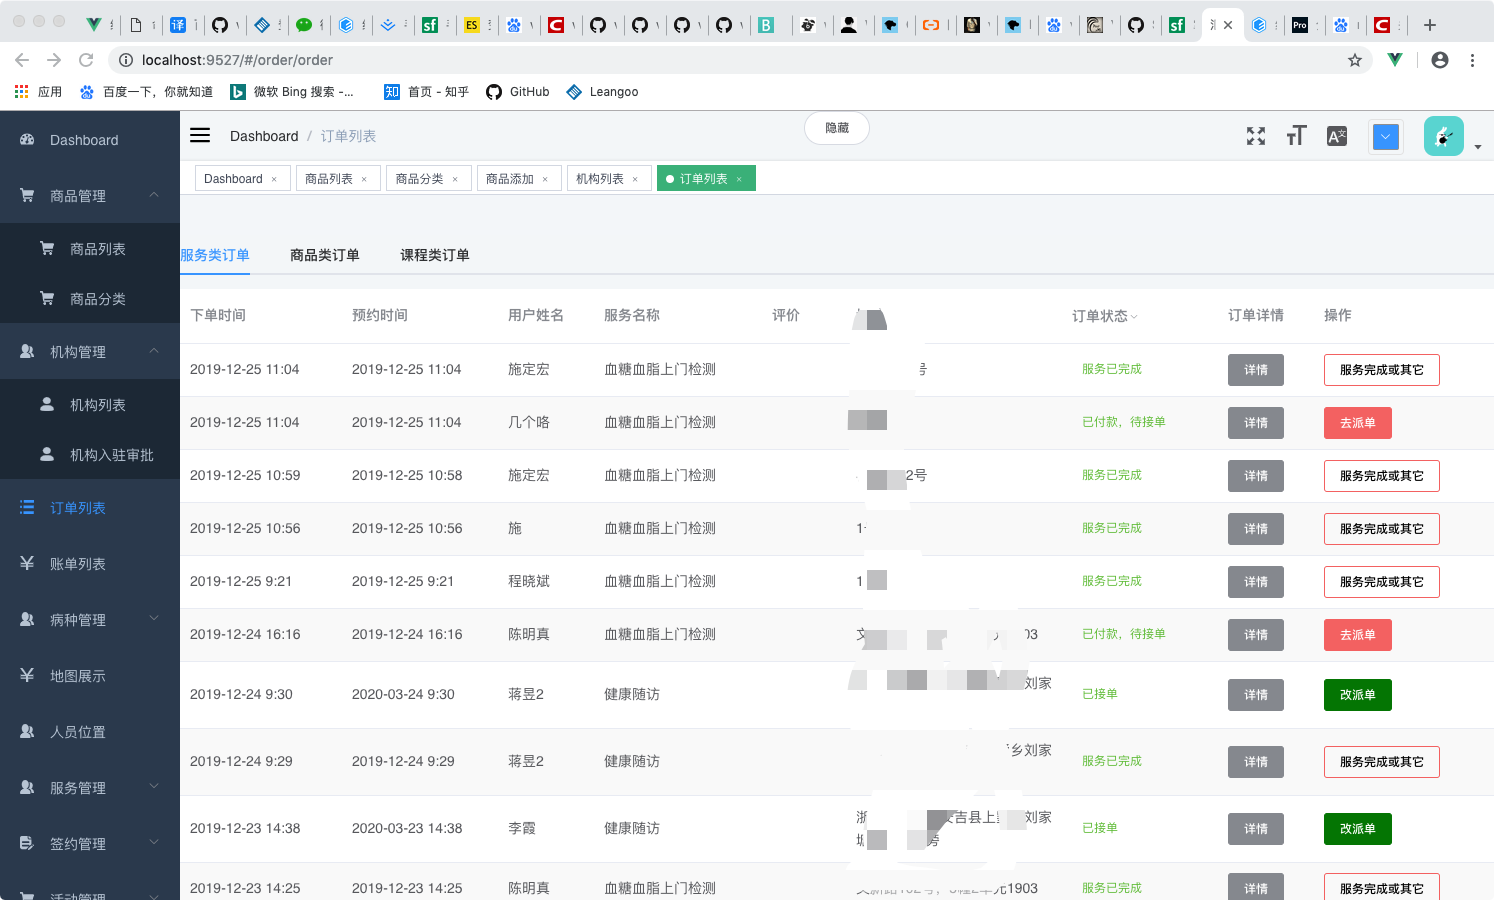 localhost:9527/#/order/order
应用
百度一下，你就知道
微软 Bing 搜索 -...
首页 - 知乎
GitHub
Leangoo
Dashboard
商品管理
商品列表
商品分类
机构管理
机构列表
机构入驻审批
订单列表
账单列表
病种管理
地图展示
人员位置
服务管理
签约管理
活动管理
Dashboard / 订单列表
隐藏
Dashboard × 商品列表 × 商品分类 × 商品添加 × 机构列表 × 订单列表 ×
服务类订单 商品类订单 课程类订单
下单时间 预约时间 用户姓名 服务名称 评价 订单状态 订单详情 操作
2019-12-25 11:04 2019-12-25 11:04 施定宏 血糖血脂上门检测 号 服务已完成 详情 服务完成或其它
2019-12-25 11:04 2019-12-25 11:04 几个咯 血糖血脂上门检测 已付款，待接单 详情 去派单
2019-12-25 10:59 2019-12-25 10:58 施定宏 血糖血脂上门检测 2号 服务已完成 详情 服务完成或其它
2019-12-25 10:56 2019-12-25 10:56 施 血糖血脂上门检测 1 服务已完成 详情 服务完成或其它
2019-12-25 9:21 2019-12-25 9:21 程晓斌 血糖血脂上门检测 1 服务已完成 详情 服务完成或其它
2019-12-24 16:16 2019-12-24 16:16 陈明真 血糖血脂上门检测 文 03 已付款，待接单 详情 去派单
2019-12-24 9:30 2020-03-24 9:30 蒋昱2 健康随访 刘家 已接单 详情 改派单
2019-12-24 9:29 2019-12-24 9:29 蒋昱2 健康随访 乡刘家 服务已完成 详情 服务完成或其它
2019-12-23 14:38 2020-03-23 14:38 李霞 健康随访 浙 安吉县上 刘家
塘 旁 已接单 详情 改派单
2019-12-23 14:25 2019-12-23 14:25 陈明真 血糖血脂上门检测 元1903 服务已完成 详情 服务完成或其它